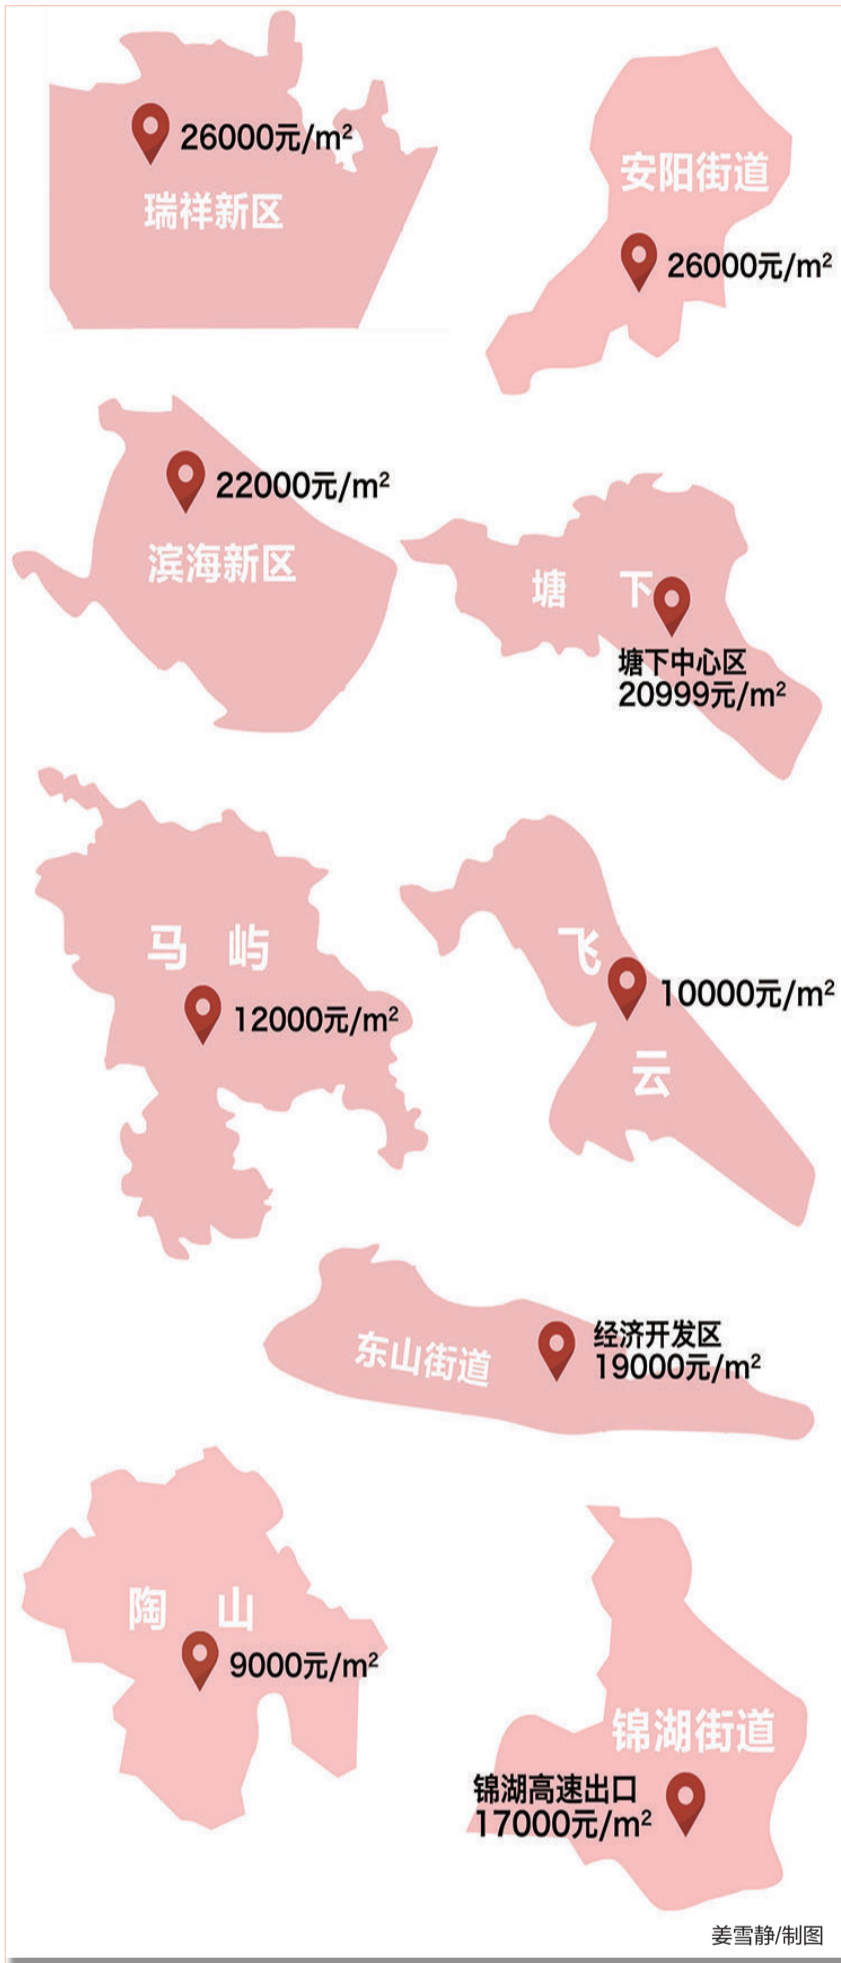 26000元/m²
瑞祥新区
安阳街道
26000元/m²
22000元/m²
滨海新区
塘 下
塘下中心区
20999元/m²
马 屿
12000元/m²
飞
10000元/m²
云
东山街道
经济开发区
19000元/m²
陶 山
9000元/m²
锦湖街道
锦湖高速出口
17000元/m²
姜雪静/制图